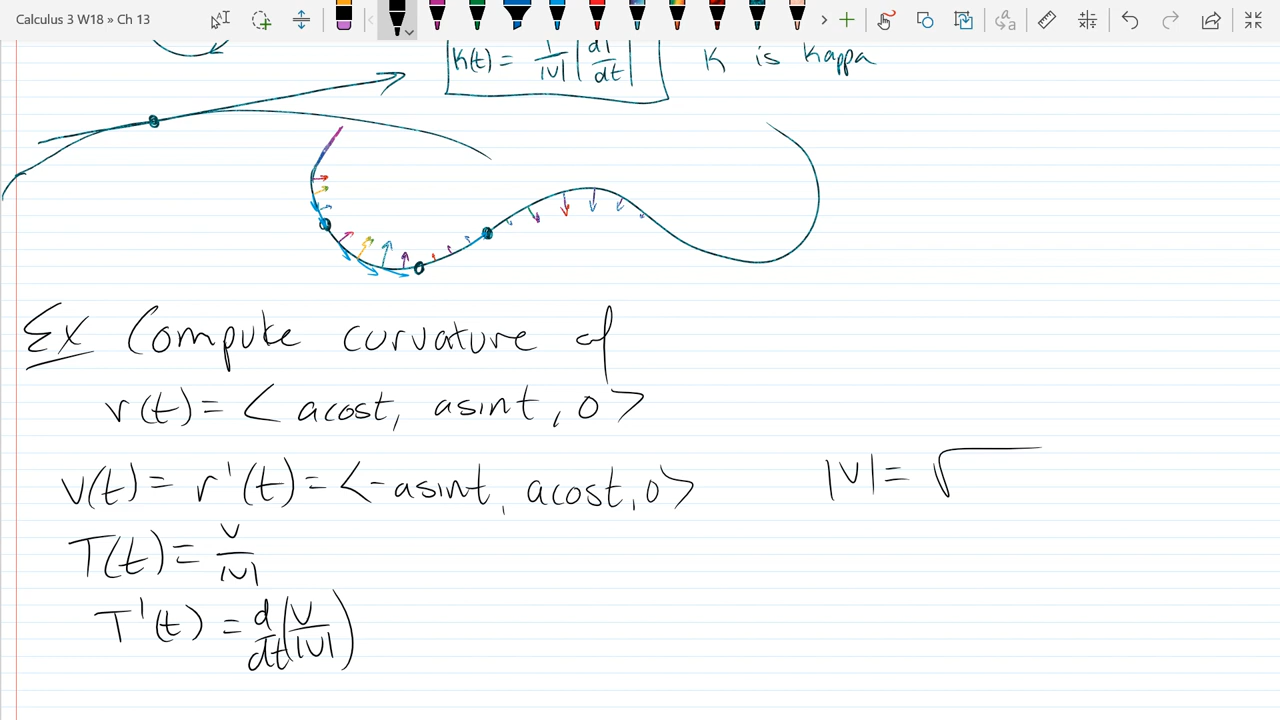 Calculus 3 W18 » Ch 13
K(t) = 1/|V| |dT/dt| K is kappa
Ex Compute curvature of
r(t) = < acost, asint, 0 >
v(t) = r'(t) = <-asint, acost, 0> |V| = √
T(t) = V/|V|
T'(t) = d/dt (V/|V|)